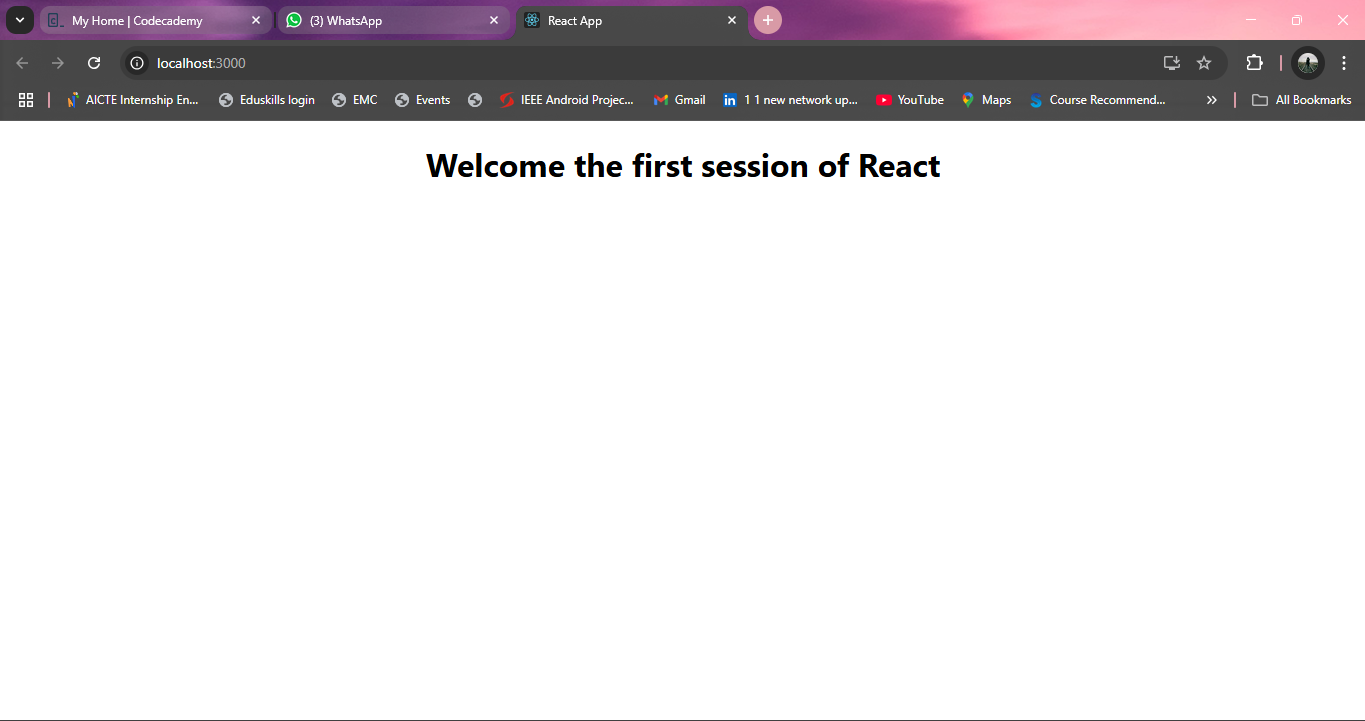 My Home | Codecademy
(3) WhatsApp
React App
localhost:3000
AICTE Internship En...
Eduskills login
EMC
Events
IEEE Android Projec...
Gmail
1 1 new network up...
YouTube
Maps
Course Recommend...
All Bookmarks
Welcome the first session of React